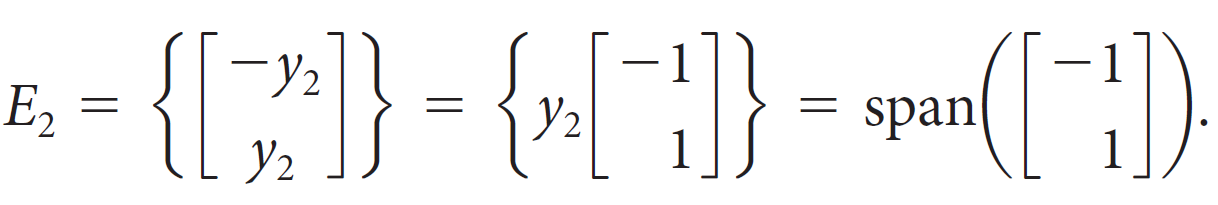 E₂ = {[−y₂ y₂]} = {y₂[−1 1]} = span([−1 1]).